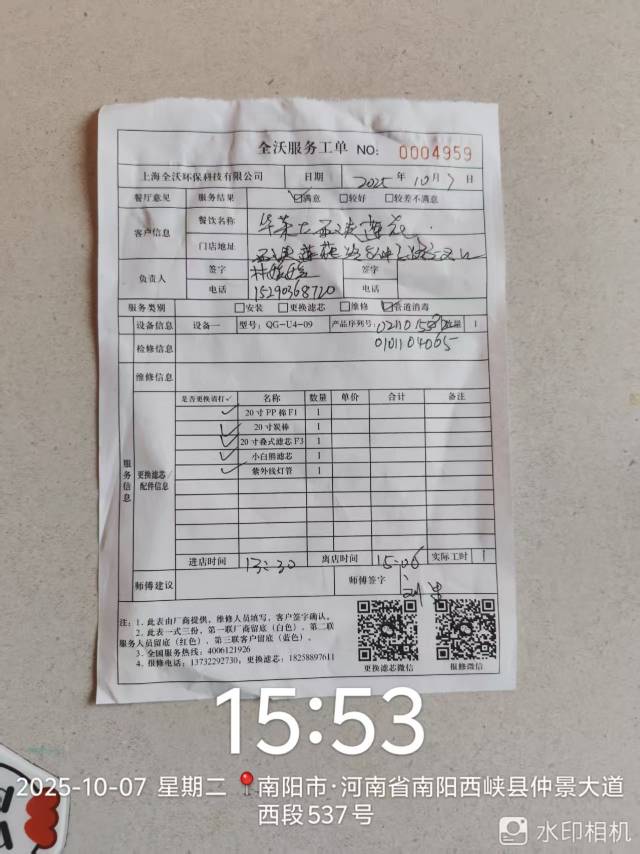 全沃服务工单 NO: 0004959
上海全沃环保科技有限公司 日期 2025 年 10 月 7 日
餐厅意见 服务结果 ☑满意 □较好 □较差不满意
客户信息 餐饮名称
门店地址
负责人 签字 签字
电话 15290368720 电话
服务类别 □安装 □更换滤芯 □维修 ☑管道消毒
设备信息 设备一 型号: QG-U4-09 产品序列号: 数量 1
0101104065
检修信息
维修信息
服务信息
更换滤芯/配件信息
是否更换请打✓ 名称 数量 单价 合计 备注
✓ 20寸PP棉F1 1
✓ 20寸炭棒 1
✓ 20寸叠式滤芯F3 1
✓ 小白熊滤芯 1
✓ 紫外线灯管 1
进店时间 13:30 离店时间 15:06 实际工时 1
师傅建议 师傅签字
注: 1. 此表由厂商提供，维修人员填写，客户签字确认。
2. 此表一式三份，第一联厂商留底（白色），第二联
服务人员留底（红色），第三联客户留底（蓝色）。
3. 全国服务热线: 4006121926
4. 报修电话: 13732292730; 更换滤芯: 18258897611
更换滤芯微信 报修微信
15:53
2025-10-07 星期二 南阳市·河南省南阳西峡县仲景大道
西段537号
水印相机